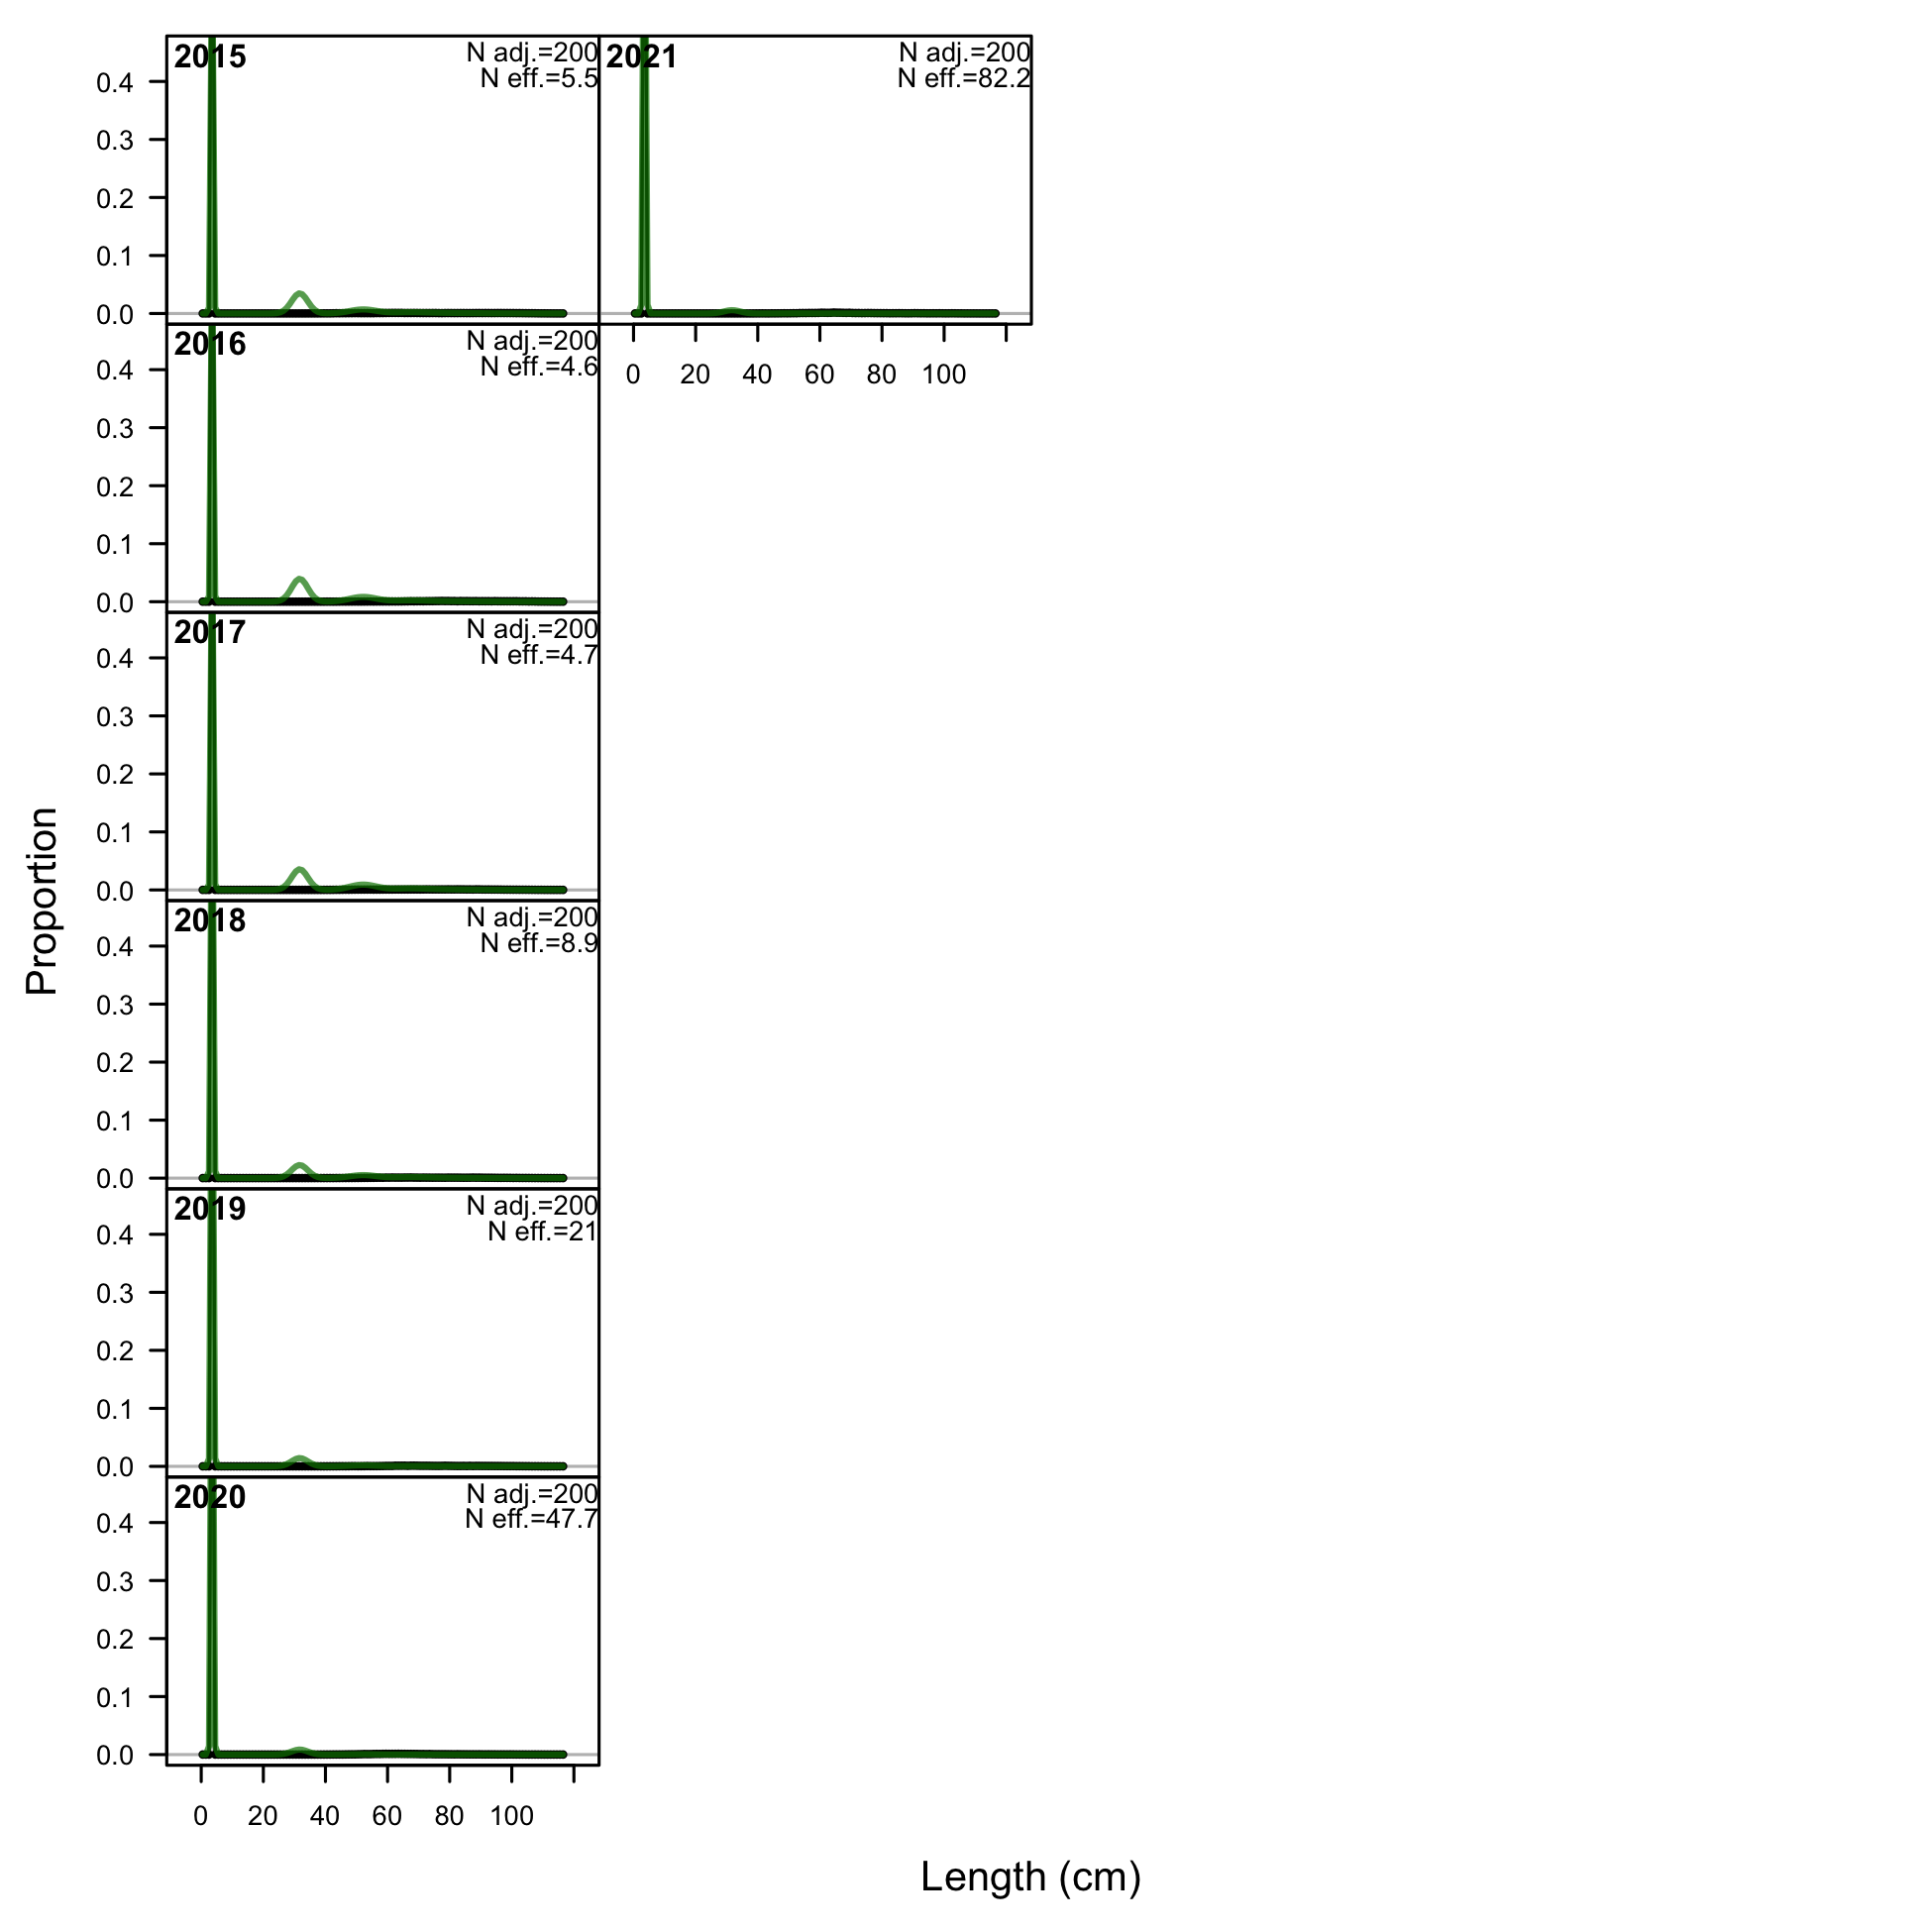 2015
N adj.=200
N eff.=5.5
0.4
0.3
0.2
0.1
0.0
2021
N adj.=200
N eff.=82.2
0 20 40 60 80 100
2016
N adj.=200
N eff.=4.6
0.4
0.3
0.2
0.1
0.0
2017
N adj.=200
N eff.=4.7
0.4
0.3
0.2
0.1
0.0
2018
N adj.=200
N eff.=8.9
0.4
0.3
0.2
0.1
0.0
2019
N adj.=200
N eff.=21
0.4
0.3
0.2
0.1
0.0
2020
N adj.=200
N eff.=47.7
0.4
0.3
0.2
0.1
0.0
0 20 40 60 80 100
Proportion
Length (cm)